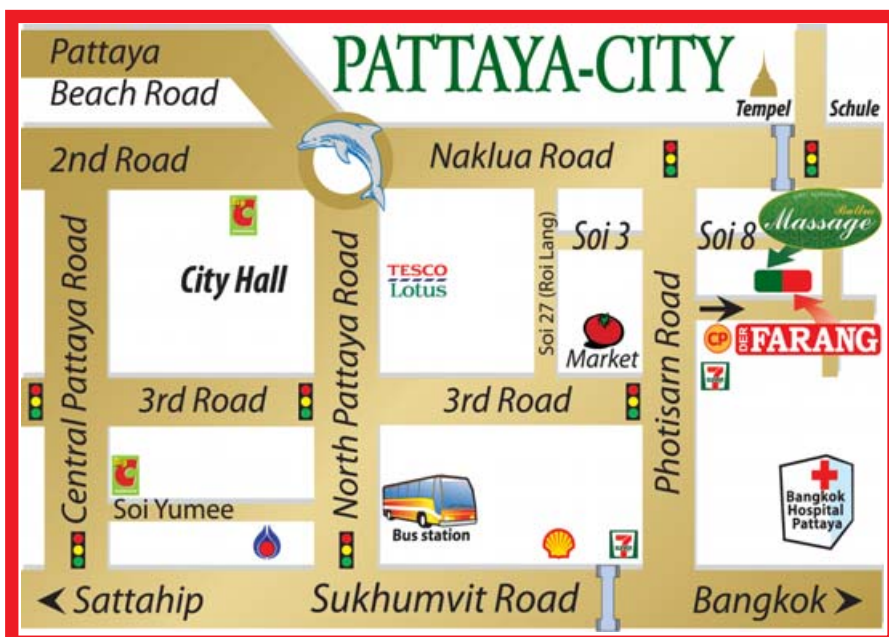 Pattaya
Beach Road
PATTAYA-CITY
Tempel
Schule
2nd Road
Naklua Road
Central Pattaya Road
City Hall
North Pattaya Road
TESCO
Lotus
Soi 27 (Roi Lang)
Soi 3
Market
Photisarn Road
Soi 8
Massage
CP
DER FARANG
7
3rd Road
3rd Road
Soi Yumee
Bus station
7
Bangkok
Hospital
Pattaya
Sattahip
Sukhumvit Road
Bangkok